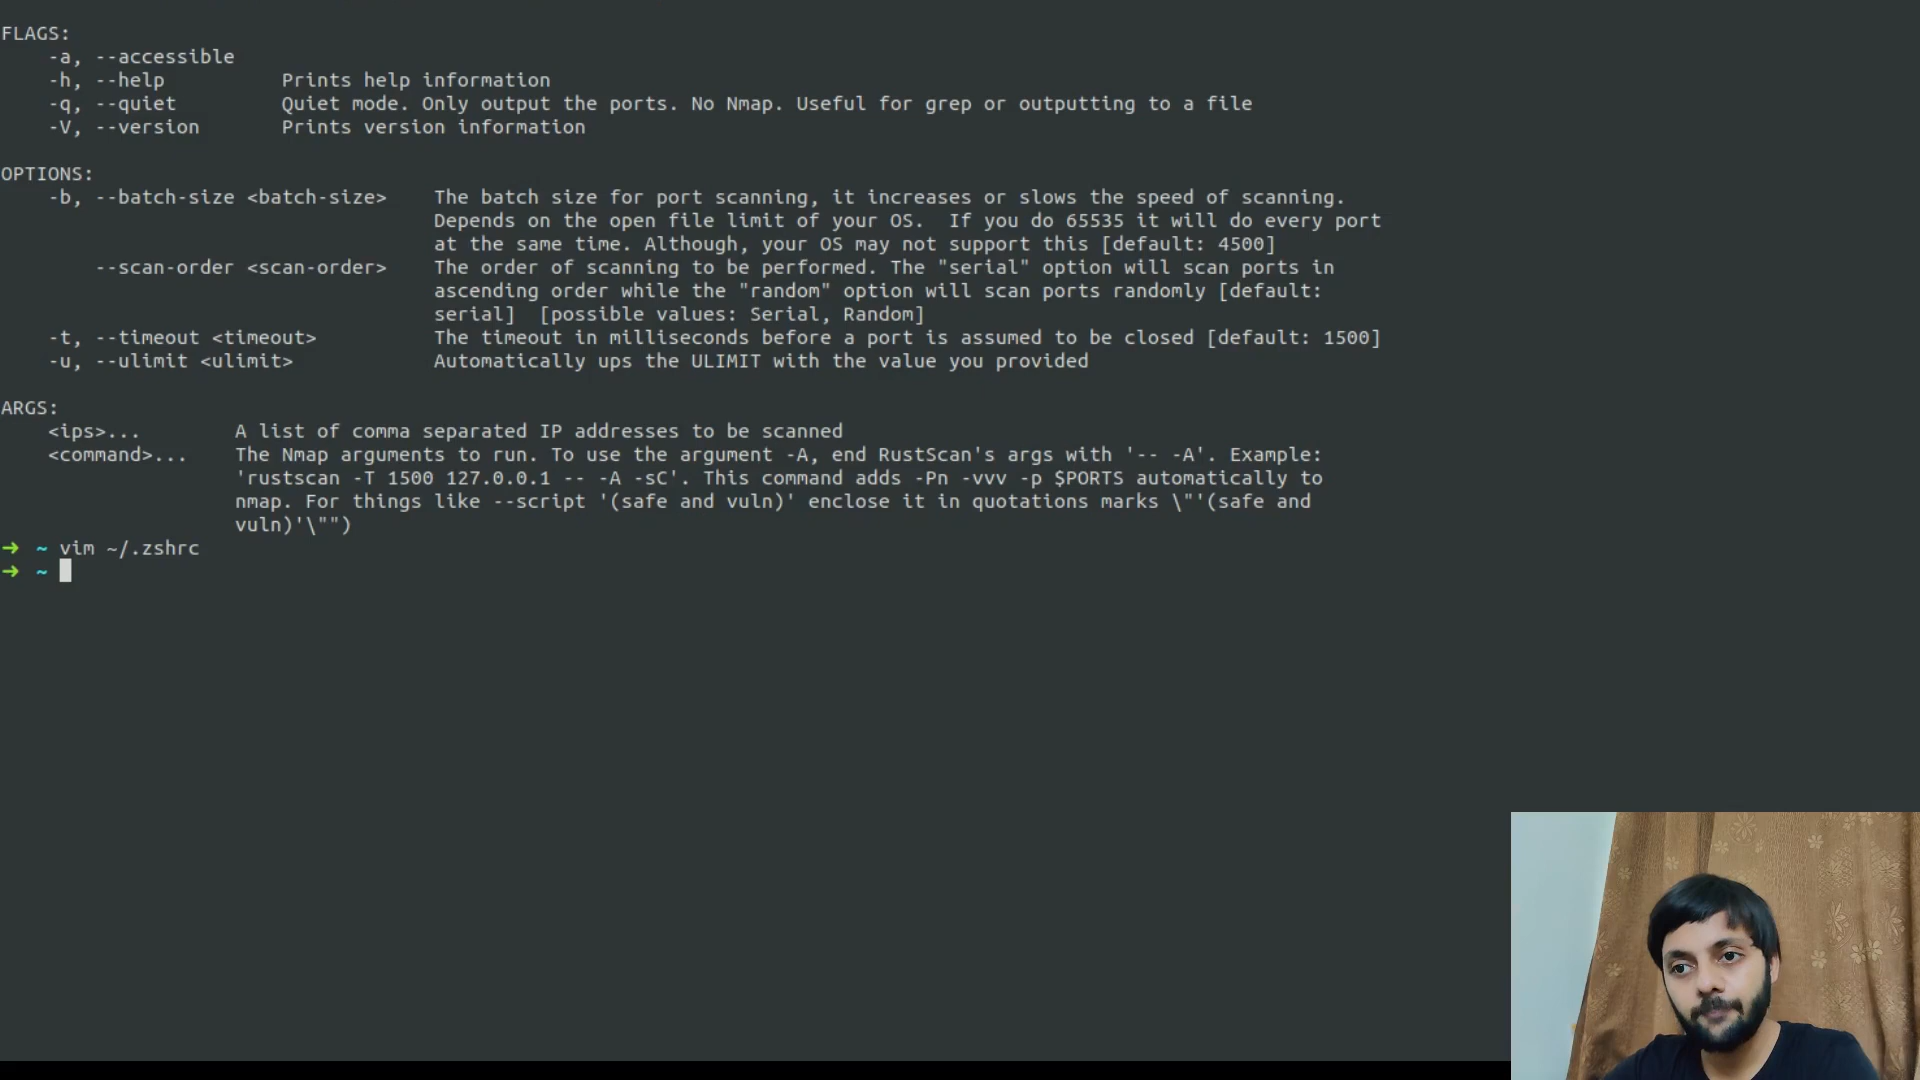 FLAGS:
-a, --accessible
-h, --help Prints help information
-q, --quiet Quiet mode. Only output the ports. No Nmap. Useful for grep or outputting to a file
-V, --version Prints version information
OPTIONS:
-b, --batch-size <batch-size> The batch size for port scanning, it increases or slows the speed of scanning.
Depends on the open file limit of your OS. If you do 65535 it will do every port
at the same time. Although, your OS may not support this [default: 4500]
--scan-order <scan-order> The order of scanning to be performed. The "serial" option will scan ports in
ascending order while the "random" option will scan ports randomly [default:
serial] [possible values: Serial, Random]
-t, --timeout <timeout> The timeout in milliseconds before a port is assumed to be closed [default: 1500]
-u, --ulimit <ulimit> Automatically ups the ULIMIT with the value you provided
ARGS:
<ips>... A list of comma separated IP addresses to be scanned
<command>... The Nmap arguments to run. To use the argument -A, end RustScan's args with '-- -A'. Example:
'rustscan -T 1500 127.0.0.1 -- -A -sC'. This command adds -Pn -vvv -p $PORTS automatically to
nmap. For things like --script '(safe and vuln)' enclose it in quotations marks \"'(safe and
vuln)'\"")
➜ ~ vim ~/.zshrc
➜ ~